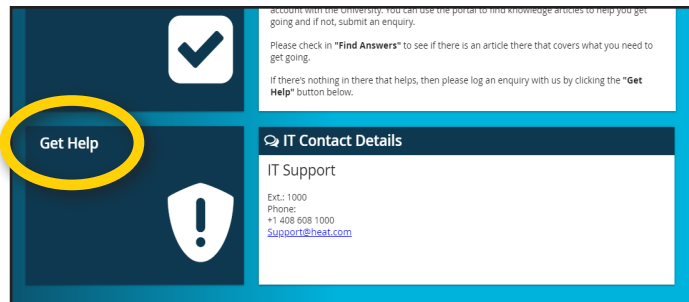 account with the University. You can use the portal to find knowledge articles to help you get
going and if not, submit an enquiry.
Please check in "Find Answers" to see if there is an article there that covers what you need to
get going.
If there's nothing in there that helps, then please log an enquiry with us by clicking the "Get
Help" button below.
Get Help
IT Contact Details
IT Support
Ext.: 1000
Phone:
+1 408 608 1000
Support@heat.com